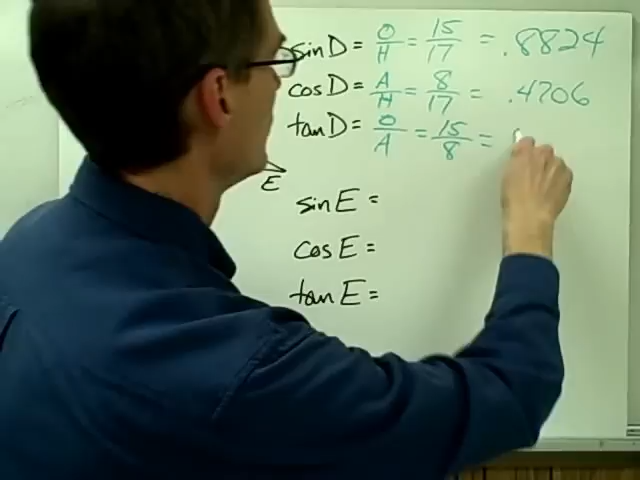 sin D = O/H = 15/17 = .8824
cos D = A/H = 8/17 = .4706
tan D = O/A = 15/8 =
E
sin E =
cos E =
tan E =